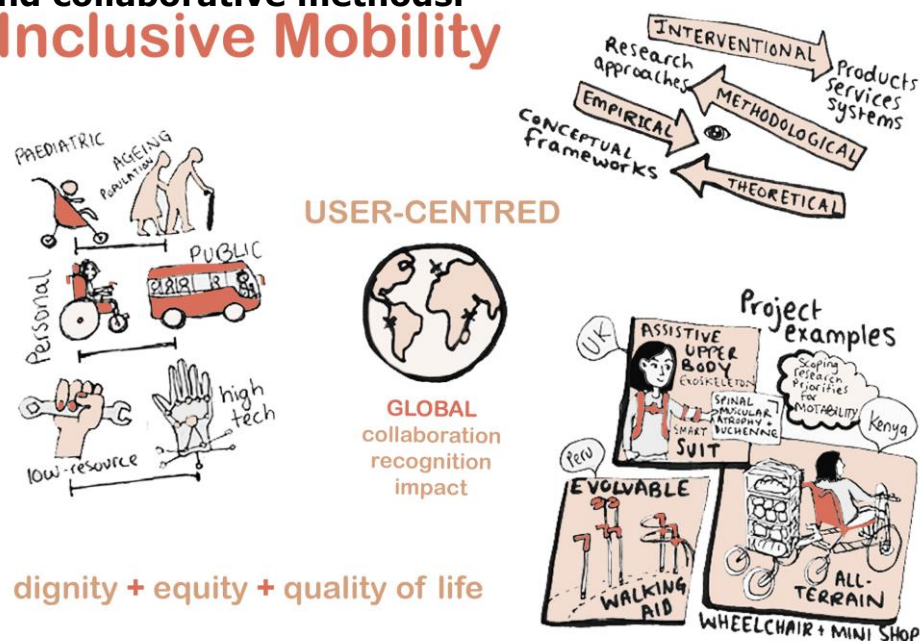 nd collaborative methods.
Inclusive Mobility
PAEDIATRIC
AGEING
POPULATION
Personal
PUBLIC
low-resource
high
tech
USER-CENTRED
GLOBAL
collaboration
recognition
impact
dignity + equity + quality of life
INTERVENTIONAL
Research
approaches
Products
services
systems
METHODOLOGICAL
EMPIRICAL
CONCEPTUAL
frameworks
THEORETICAL
Project
examples
UK
ASSISTIVE
UPPER
BODY
EXOSKELETON
SPINAL
MUSCULAR
ATROPHY +
DUCHENNE
SMART
SUIT
Scoping
research
Priorities
for
MOTABILITY
Kenya
Peru
EVOLVABLE
WALKING
AID
ALL-
TERRAIN
WHEELCHAIR + MINI SHOP